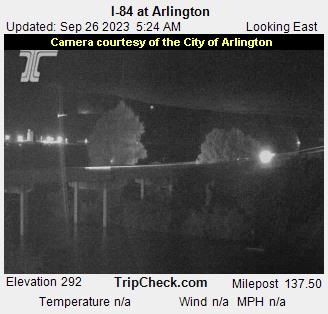 I-84 at Arlington
Updated: Sep 26 2023 5:24 AM Looking East
Camera courtesy of the City of Arlington
Elevation 292 TripCheck.com Milepost 137.50
Temperature n/a Wind n/a MPH n/a